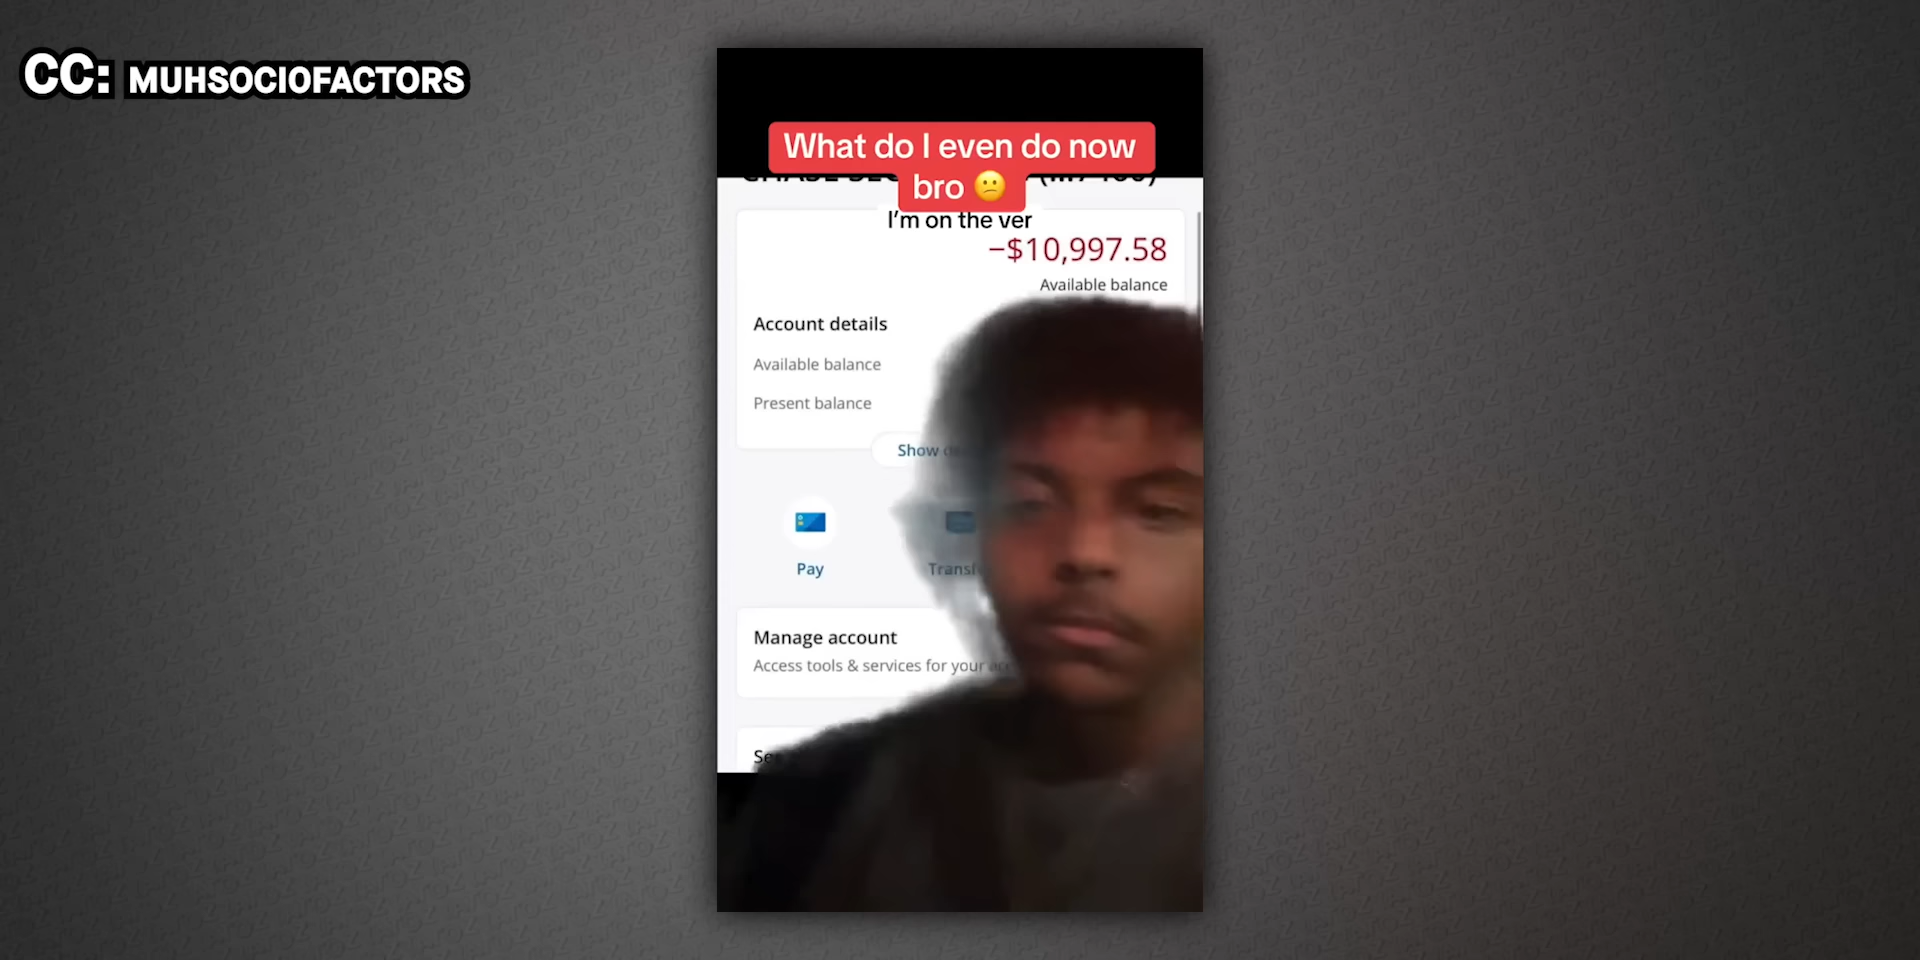 CC: MUHSOCIOFACTORS
What do I even do now
bro 😕
I'm on the ver
−$10,997.58
Available balance
Account details
Available balance
Present balance
Show
Pay
Manage account
Access tools & services for your